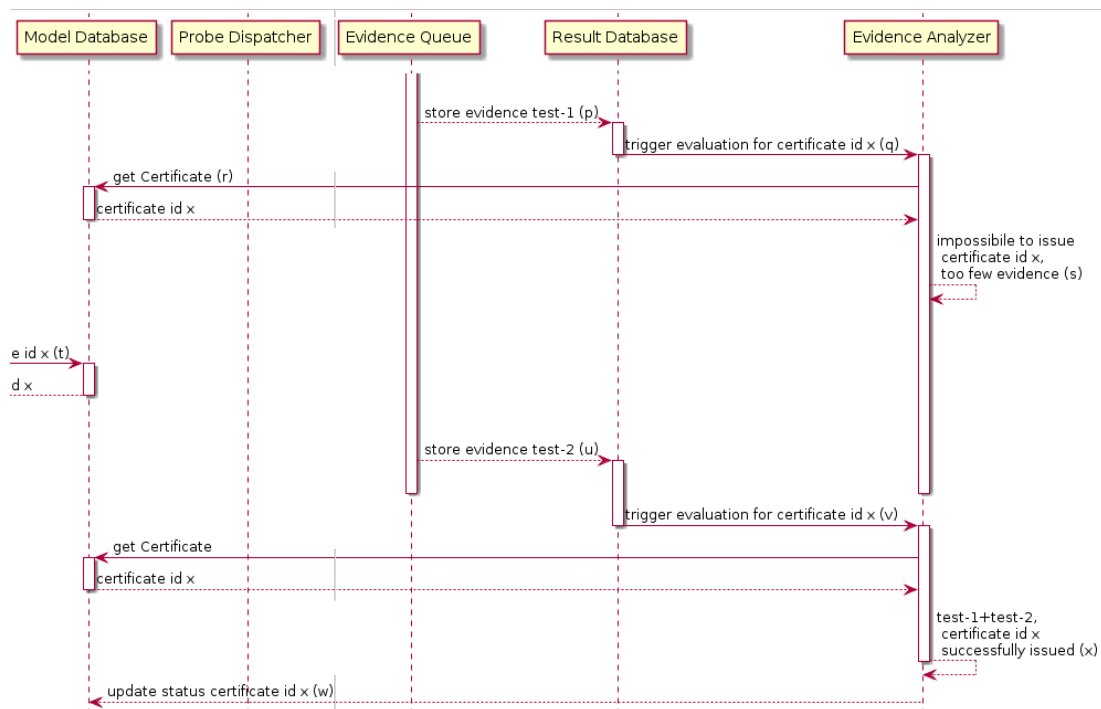 Model Database
Probe Dispatcher
Evidence Queue
Result Database
Evidence Analyzer
store evidence test-1 (p)
trigger evaluation for certificate id x (q)
get Certificate (r)
certificate id x
impossibile to issue
certificate id x,
too few evidence (s)
e id x (t)
d x
store evidence test-2 (u)
trigger evaluation for certificate id x (v)
get Certificate
certificate id x
test-1+test-2,
certificate id x
successfully issued (x)
update status certificate id x (w)